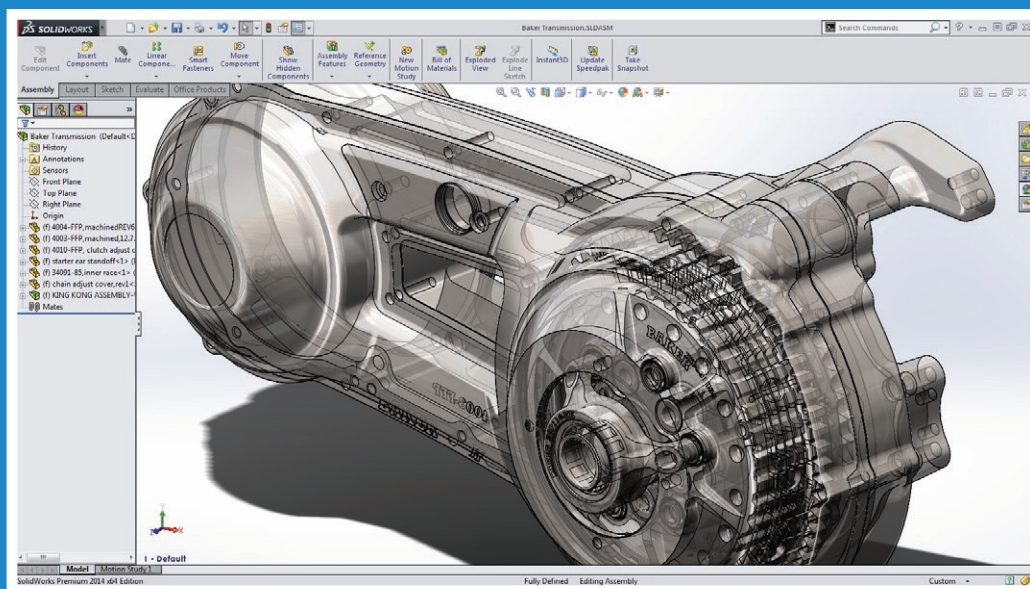 SOLIDWORKS
Baker Transmission.SLDASM
Search Commands
Edit Component
Insert Components
Mate
Linear Compone...
Smart Fasteners
Move Component
Show Hidden Components
Assembly Features
Reference Geometry
New Motion Study
Bill of Materials
Exploded View
Explode Line Sketch
Instant3D
Update Speedpak
Take Snapshot
Assembly Layout Sketch Evaluate Office Products
Baker Transmission (Default<D
History
Annotations
Sensors
Front Plane
Top Plane
Right Plane
Origin
(f) 4004-FFP,machinedREV6
(f) 4003-FFP,machined,12.7.
(f) 4010-FFP, clutch adjust c
(f) starter ear standoff<1> (
(f) 34091-85,inner race<1> (
(f) chain adjust cover,rev1<
(f) KING KONG ASSEMBLY-
Mates
BAKER
1 - Default
Model Motion Study 1
SolidWorks Premium 2014 x64 Edition
Fully Defined Editing Assembly
Custom